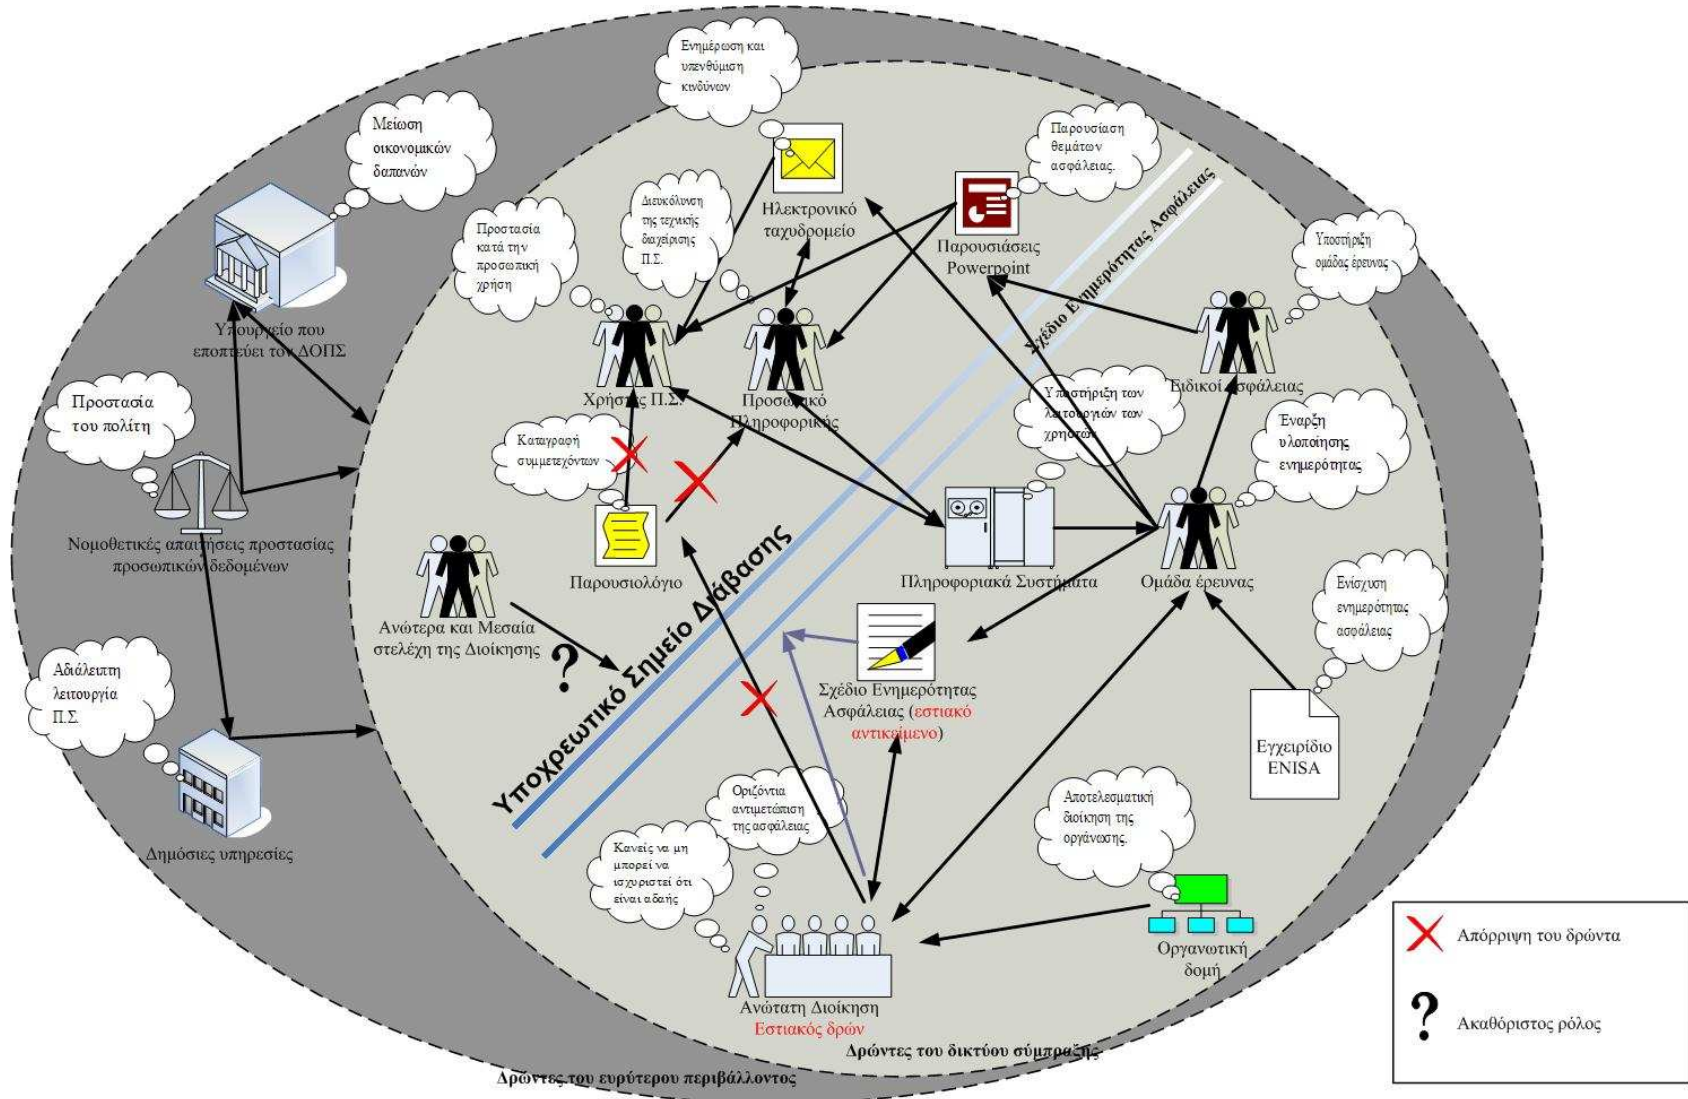 Ενημέρωση και
υπενθύμιση
κινδύνων
Μείωση
οικονομικών
δαπανών
Παρουσίαση
θεμάτων
ασφάλειας.
Ηλεκτρονικό
ταχυδρομείο
Παρουσιάσεις
Powerpoint
Διευκόλυνση
της τεχνικής
διαχείρισης
Π.Σ.
Προστασία
κατά την
προσωπική
χρήση
Υποστήριξη
ομάδας έρευνας
Σχέδιο Ενημερότητας Ασφάλειας
Υπουργείο που
εποπτεύει τον ΔΟΠΣ
Χρήστες Π.Σ.
Προσωπικό
Πληροφορικής
Ειδικοί ασφάλειας
Προστασία
του πολίτη
Υποστήριξη των
λειτουργιών των
χρηστών
Έναρξη
υλοποίησης
ενημερότητας
Καταγραφή
συμμετεχόντων
Νομοθετικές απαιτήσεις προστασίας
προσωπικών δεδομένων
Παρουσιολόγιο
Πληροφοριακά Συστήματα
Ομάδα έρευνας
Ενίσχυση
ενημερότητας
ασφάλειας
Ανώτερα και Μεσαία
στελέχη της Διοίκησης
?
Υποχρεωτικό Σημείο Διάβασης
Σχέδιο Ενημερότητας
Ασφάλειας (εστιακό
αντικείμενο)
Αδιάλειπτη
λειτουργία
Π.Σ.
Εγχειρίδιο
ENISA
Δημόσιες υπηρεσίες
Οριζόντια
αντιμετώπιση
της ασφάλειας
Κανείς να μη
μπορεί να
ισχυριστεί ότι
είναι αδαής
Αποτελεσματική
διοίκηση της
οργάνωσης.
Οργανωτική
δομή
Ανώτατη Διοίκηση
Εστιακός δρών
Δρώντες του δικτύου σύμπραξης
Δρώντες του ευρύτερου περιβάλλοντος
Απόρριψη του δρώντα
? Ακαθόριστος ρόλος